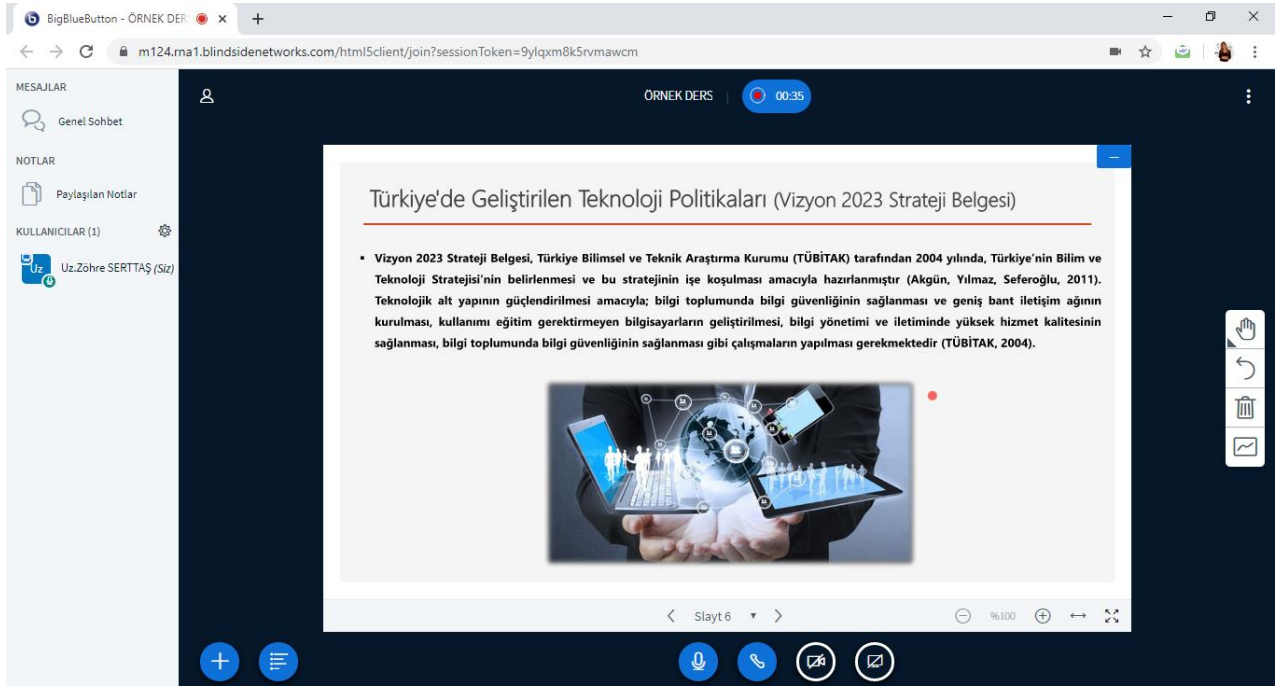 BigBlueButton - ÖRNEK DER
m124.rna1.blindsidenetworks.com/html5client/join?sessionToken=9ylqxm8k5rvmawcm
MESAJLAR
Genel Sohbet
NOTLAR
Paylaşılan Notlar
KULLANICILAR (1)
Uz
Uz.Zöhre SERTTAŞ (Siz)
ÖRNEK DERS
00:35
Türkiye'de Geliştirilen Teknoloji Politikaları (Vizyon 2023 Strateji Belgesi)
▪ Vizyon 2023 Strateji Belgesi, Türkiye Bilimsel ve Teknik Araştırma Kurumu (TÜBİTAK) tarafından 2004 yılında, Türkiye'nin Bilim ve
Teknoloji Stratejisi'nin belirlenmesi ve bu stratejinin işe koşulması amacıyla hazırlanmıştır (Akgün, Yılmaz, Seferoğlu, 2011).
Teknolojik alt yapının güçlendirilmesi amacıyla; bilgi toplumunda bilgi güvenliğinin sağlanması ve geniş bant iletişim ağının
kurulması, kullanımı eğitim gerektirmeyen bilgisayarların geliştirilmesi, bilgi yönetimi ve iletiminde yüksek hizmet kalitesinin
sağlanması, bilgi toplumunda bilgi güvenliğinin sağlanması gibi çalışmaların yapılması gerekmektedir (TÜBİTAK, 2004).
Slayt 6
%100